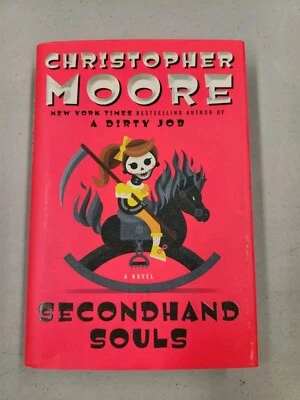 CHRISTOPHER
MOORE
NEW YORK TIMES BESTSELLING AUTHOR OF
A DIRTY JOB
A NOVEL
SECONDHAND
SOULS